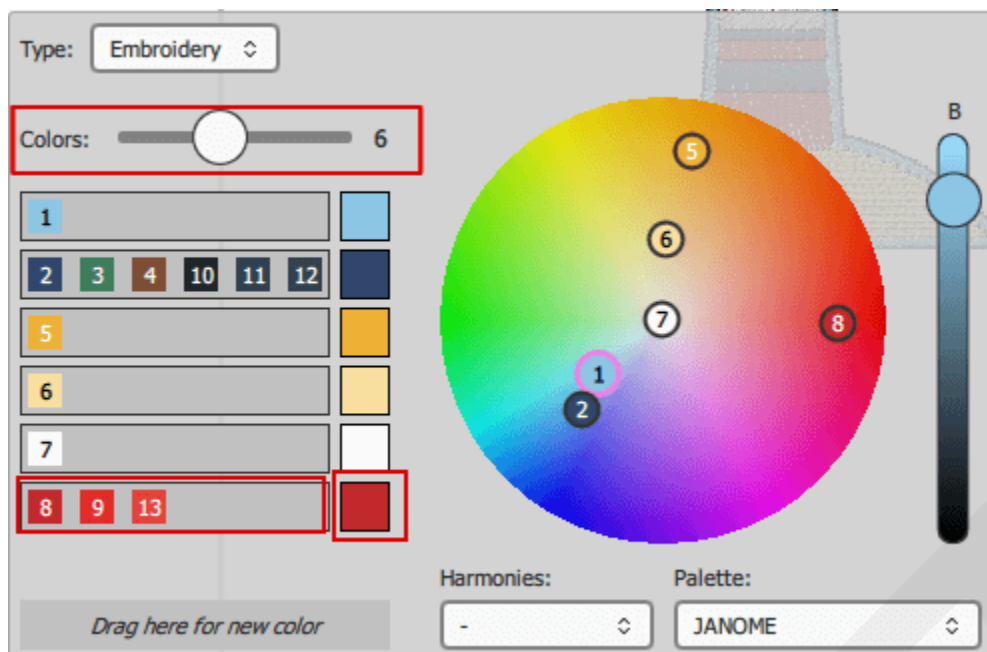 Type: Embroidery
Colors: 6
B
1
2 3 4 10 11 12
5
6
7
8 9 13
5
6
7
8
1
2
Harmonies: Palette:
Drag here for new color - JANOME